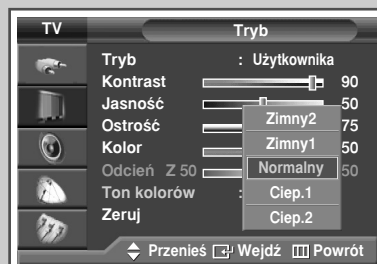 TV Tryb
Tryb : Użytkownika
Kontrast 90
Jasność 50
Ostrość 75
Kolor 50
Odcień Z 50 50
Ton kolorów :
Zeruj
Zimny2
Zimny1
Normalny
Ciep.1
Ciep.2
Przenieś Wejdź Powrót